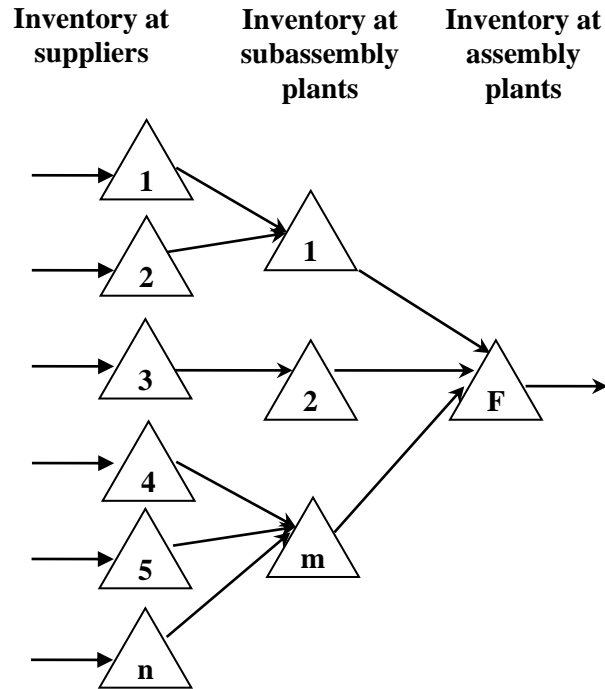 Inventory at
suppliers
Inventory at
subassembly
plants
Inventory at
assembly
plants
1
2
3
4
5
n
1
2
m
F